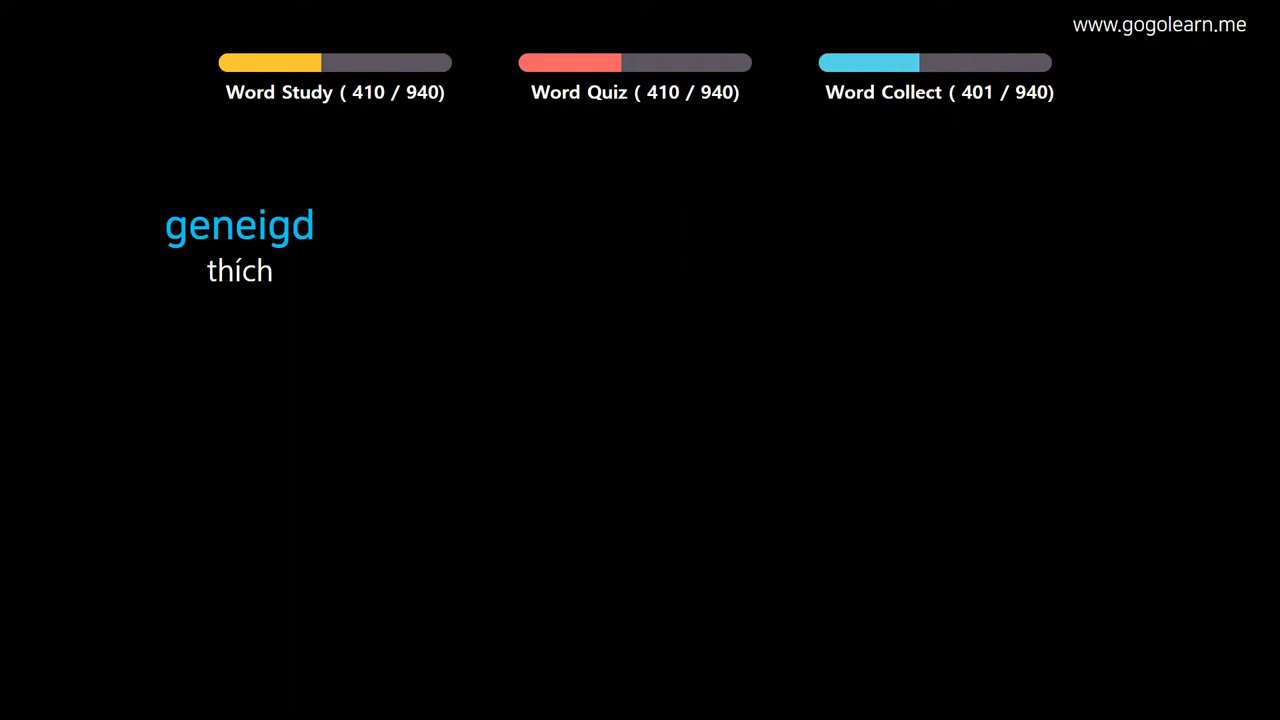 www.gogolearn.me
Word Study ( 410 / 940)
Word Quiz ( 410 / 940)
Word Collect ( 401 / 940)
geneigd
thích